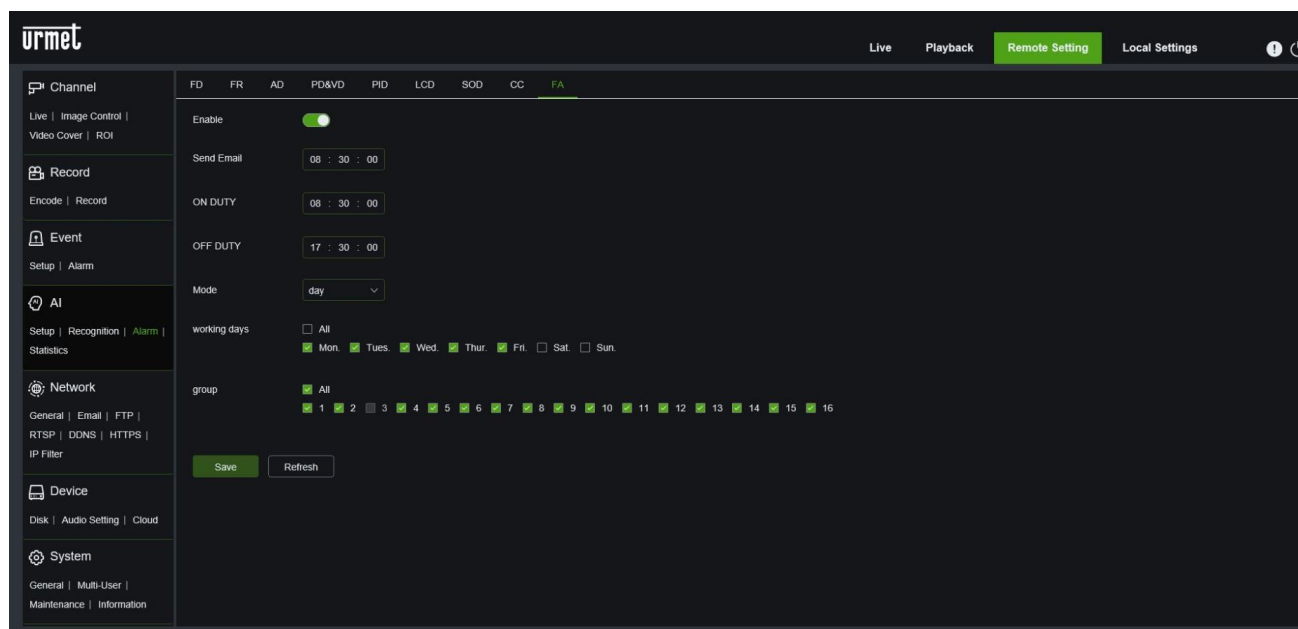 urmet
Live Playback Remote Setting Local Settings
Channel
Live | Image Control |
Video Cover | ROI
Record
Encode | Record
Event
Setup | Alarm
AI
Setup | Recognition | Alarm |
Statistics
Network
General | Email | FTP |
RTSP | DDNS | HTTPS |
IP Filter
Device
Disk | Audio Setting | Cloud
System
General | Multi-User |
Maintenance | Information
FD FR AD PD&VD PID LCD SOD CC FA
Enable
Send Email 08 : 30 : 00
ON DUTY 08 : 30 : 00
OFF DUTY 17 : 30 : 00
Mode day
working days All
Mon. Tues. Wed. Thur. Fri. Sat. Sun.
group All
1 2 3 4 5 6 7 8 9 10 11 12 13 14 15 16
Save Refresh